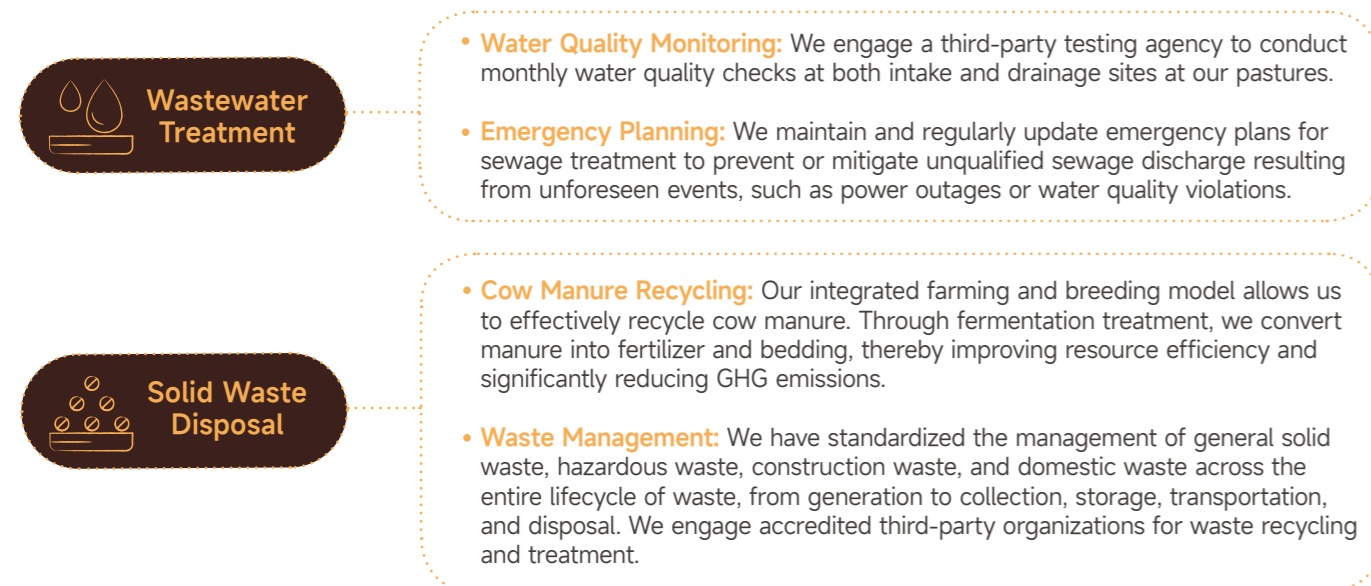 Wastewater
Treatment
• Water Quality Monitoring: We engage a third-party testing agency to conduct
monthly water quality checks at both intake and drainage sites at our pastures.
• Emergency Planning: We maintain and regularly update emergency plans for
sewage treatment to prevent or mitigate unqualified sewage discharge resulting
from unforeseen events, such as power outages or water quality violations.
Solid Waste
Disposal
• Cow Manure Recycling: Our integrated farming and breeding model allows us
to effectively recycle cow manure. Through fermentation treatment, we convert
manure into fertilizer and bedding, thereby improving resource efficiency and
significantly reducing GHG emissions.
• Waste Management: We have standardized the management of general solid
waste, hazardous waste, construction waste, and domestic waste across the
entire lifecycle of waste, from generation to collection, storage, transportation,
and disposal. We engage accredited third-party organizations for waste recycling
and treatment.